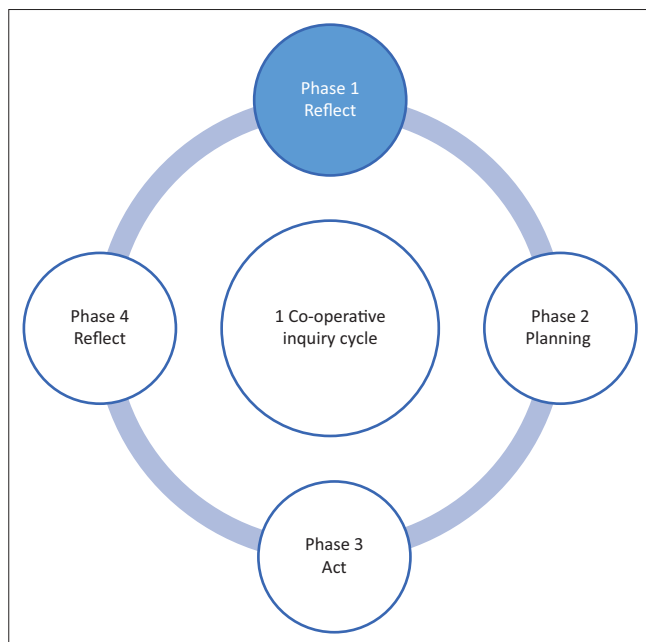 Phase 1
Reflect
Phase 4
Reflect
1 Co-operative
inquiry cycle
Phase 2
Planning
Phase 3
Act